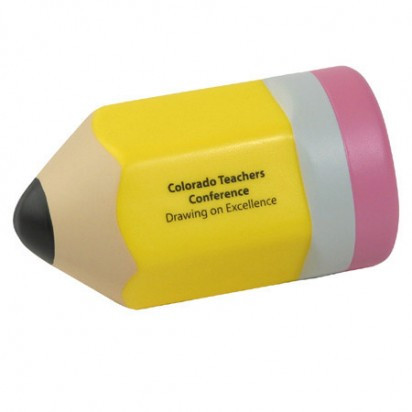 Colorado Teachers
Conference
Drawing on Excellence